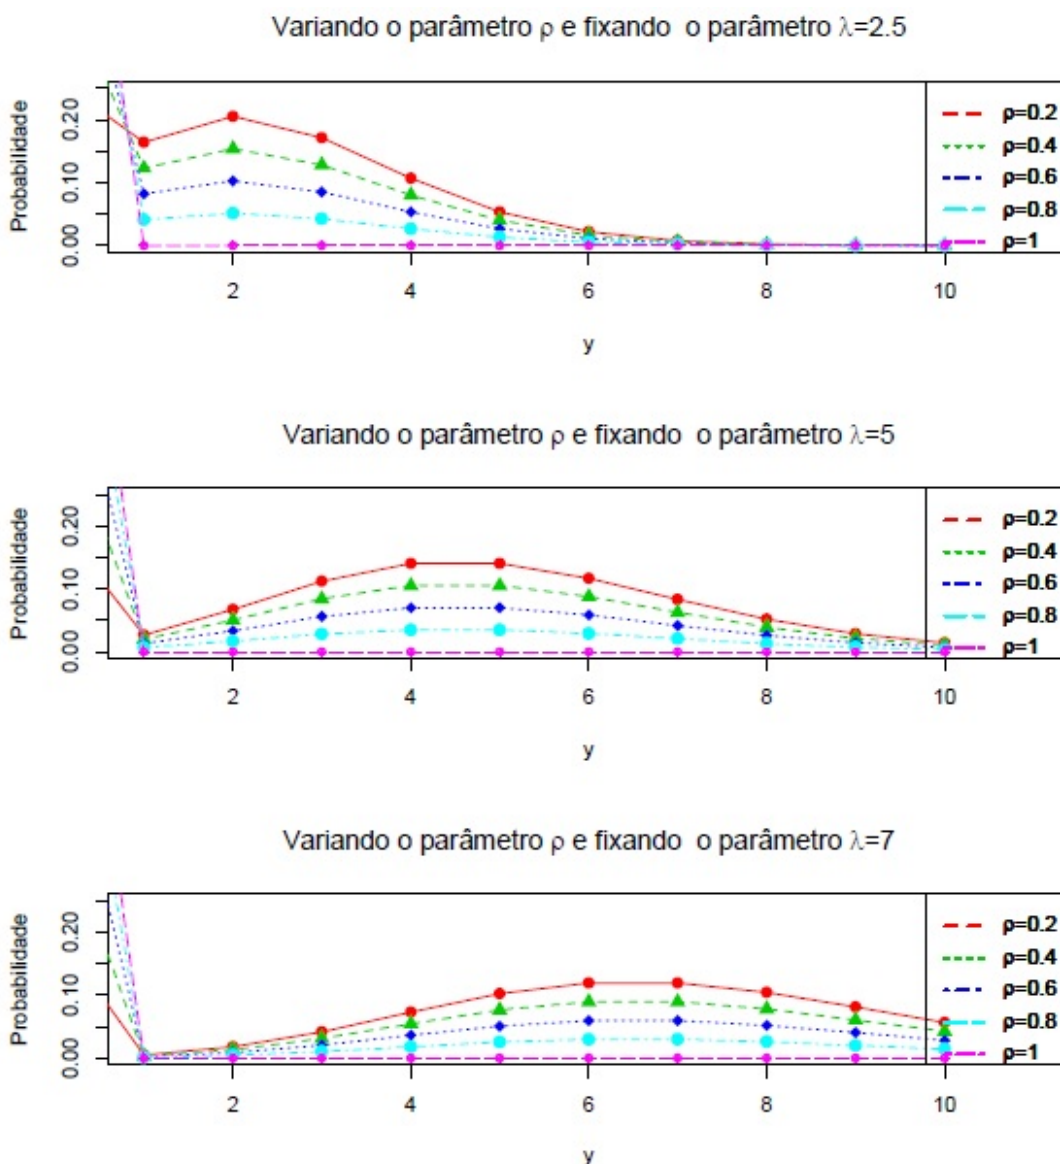 Variando o parâmetro ρ e fixando o parâmetro λ=2.5
Probabilidade
0.20
0.10
0.00
ρ=0.2
ρ=0.4
ρ=0.6
ρ=0.8
ρ=1
2 4 6 8 10
y
Variando o parâmetro ρ e fixando o parâmetro λ=5
Probabilidade
0.20
0.10
0.00
ρ=0.2
ρ=0.4
ρ=0.6
ρ=0.8
ρ=1
2 4 6 8 10
y
Variando o parâmetro ρ e fixando o parâmetro λ=7
Probabilidade
0.20
0.10
0.00
ρ=0.2
ρ=0.4
ρ=0.6
ρ=0.8
ρ=1
2 4 6 8 10
y